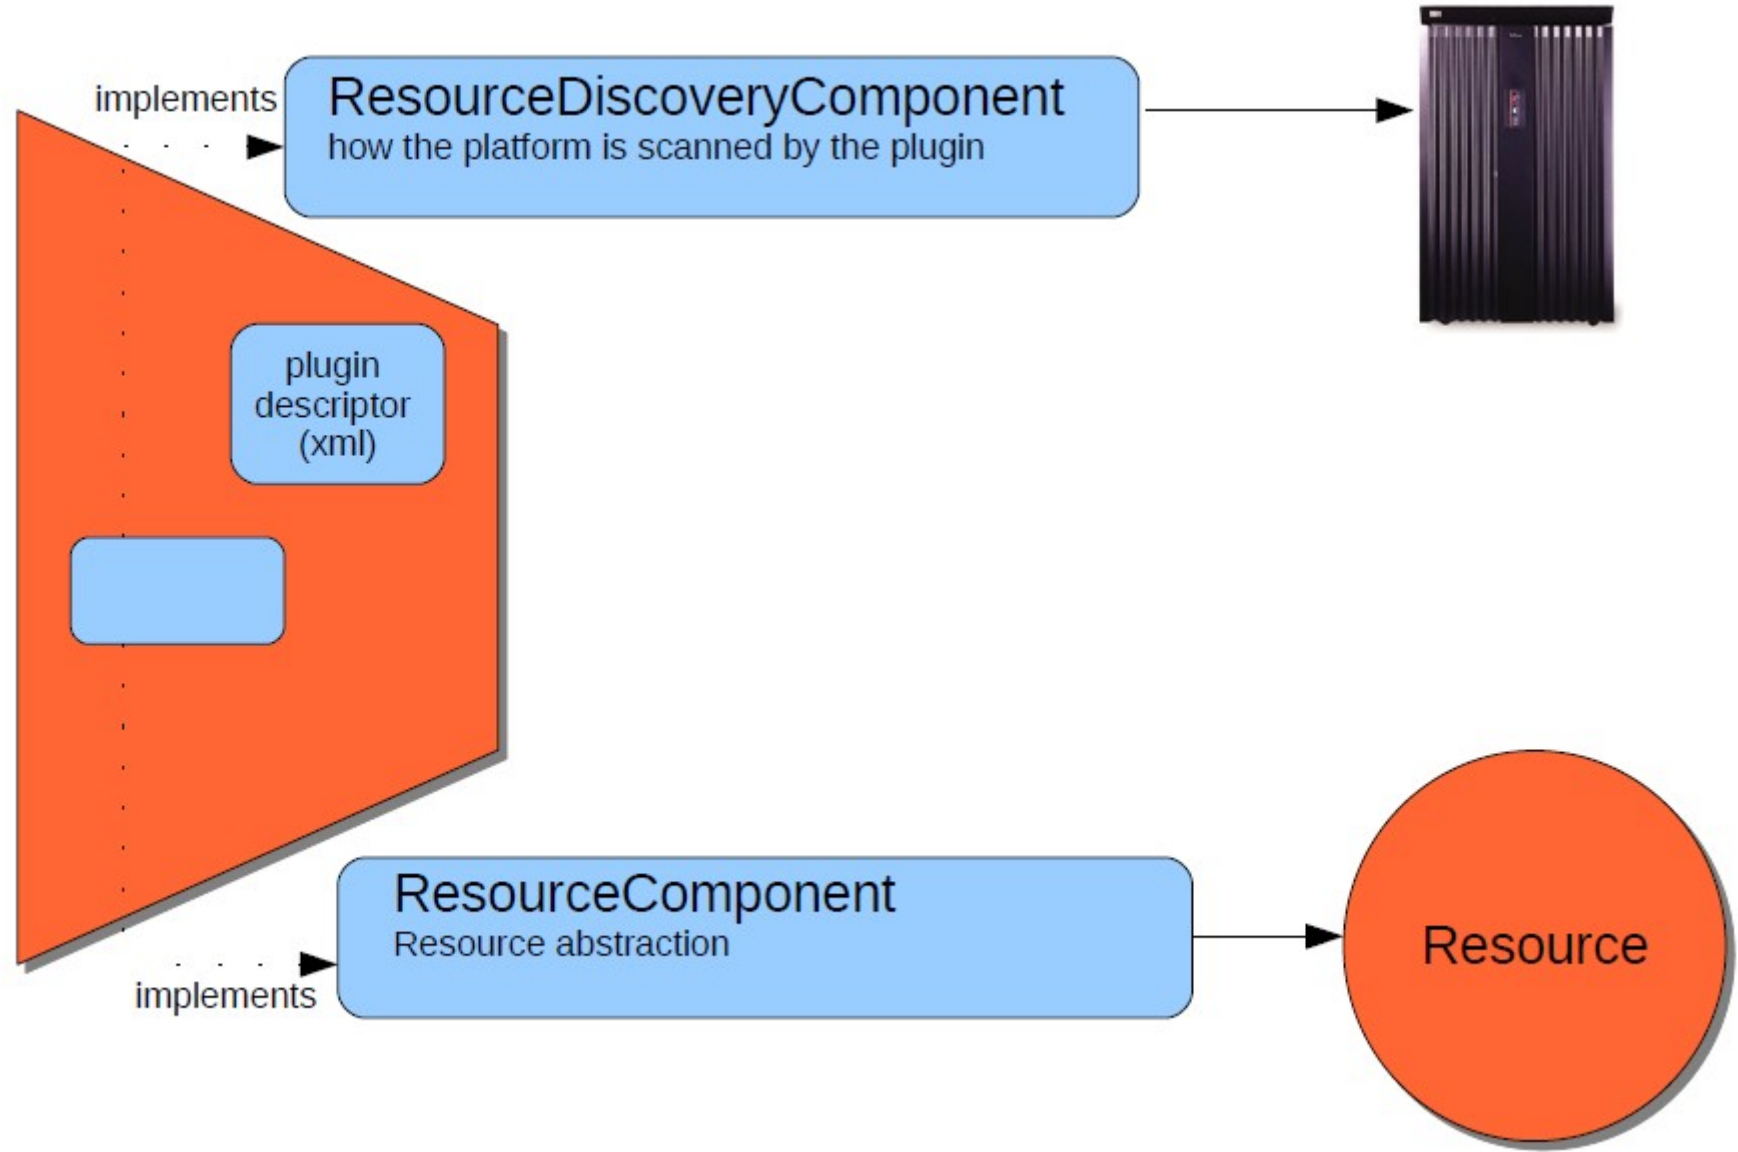 implements
ResourceDiscoveryComponent
how the platform is scanned by the plugin
plugin
descriptor
(xml)
ResourceComponent
Resource abstraction
implements
Resource